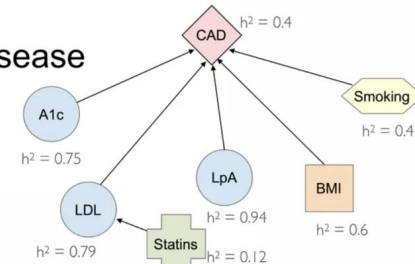 sease
CAD
h² = 0.4
A1c
h² = 0.75
Smoking
h² = 0.4
LDL
h² = 0.79
LpA
h² = 0.94
BMI
h² = 0.6
Statins
h² = 0.12